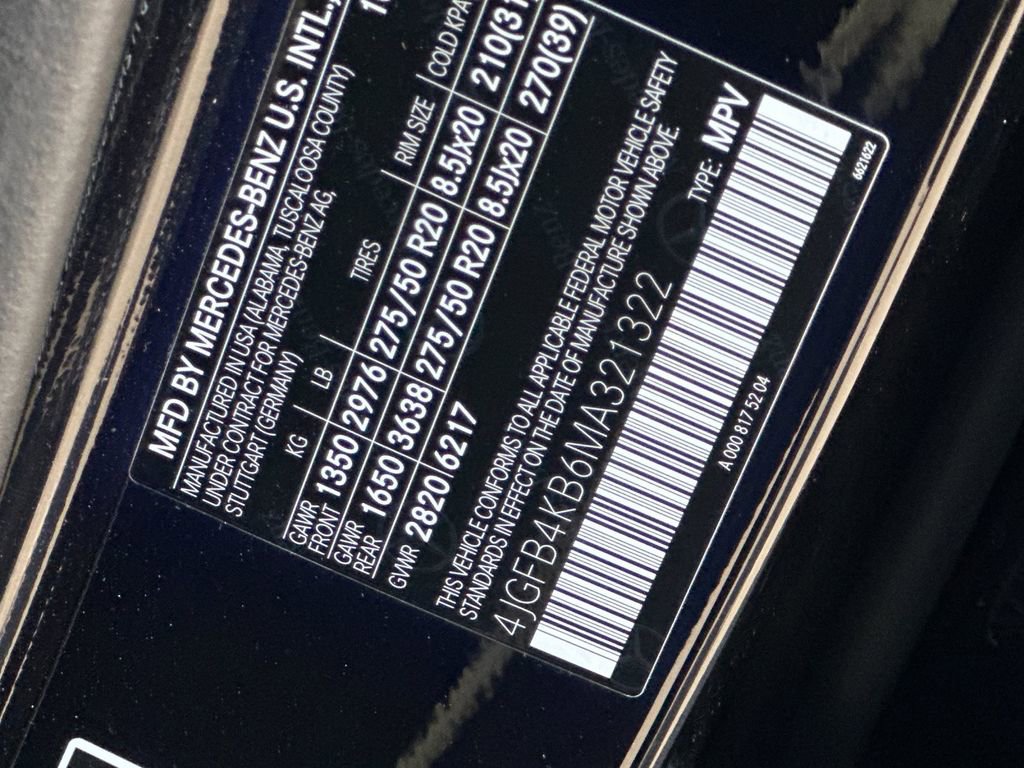 MFD BY MERCEDES-BENZ U.S. INTL.,
MANUFACTURED IN USA (ALABAMA, TUSCALOOSA COUNTY)
UNDER CONTRACT FOR MERCEDES-BENZ AG,
STUTTGART (GERMANY)
KG LB TIRES RIM SIZE COLD KPA
GAWR FRONT 1350 2976 275/50 R20 8.5Jx20 210(31
GAWR REAR 1650 3638 275/50 R20 8.5Jx20 270(39)
GVWR 2820 6217
THIS VEHICLE CONFORMS TO ALL APPLICABLE FEDERAL MOTOR VEHICLE SAFETY
STANDARDS IN EFFECT ON THE DATE OF MANUFACTURE SHOWN ABOVE.
4JGFB4KB6MA321322 TYPE: MPV
A 000 817 52 04
6621622